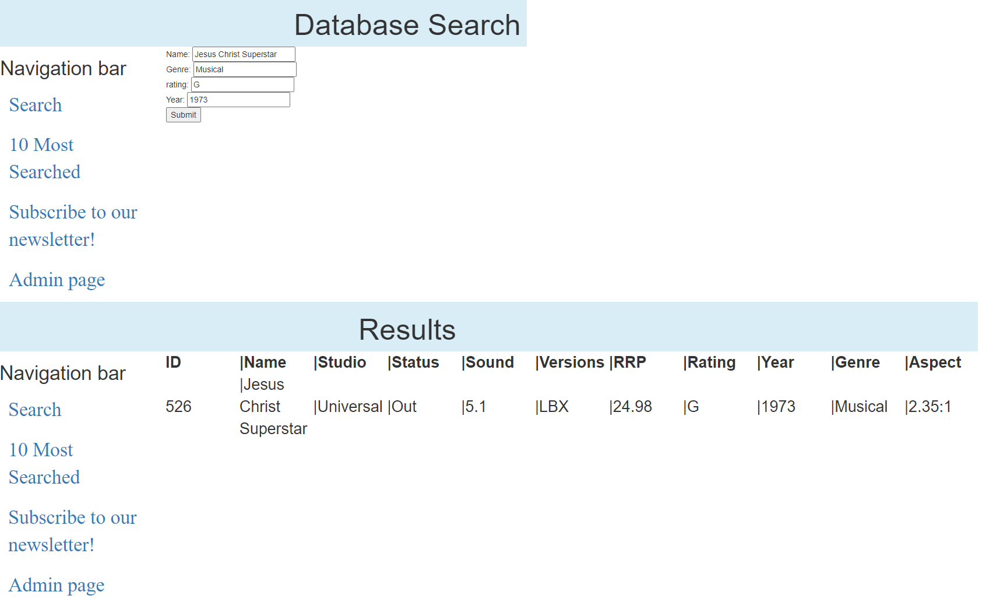 Database Search
Navigation bar
Search
10 Most
Searched
Subscribe to our
newsletter!
Admin page
Name: Jesus Christ Superstar
Genre: Musical
rating: G
Year: 1973
Submit
Results
Navigation bar
Search
10 Most
Searched
Subscribe to our
newsletter!
Admin page
ID |Name |Studio |Status |Sound |Versions |RRP |Rating |Year |Genre |Aspect
|Jesus
526 Christ |Universal |Out |5.1 |LBX |24.98 |G |1973 |Musical |2.35:1
Superstar